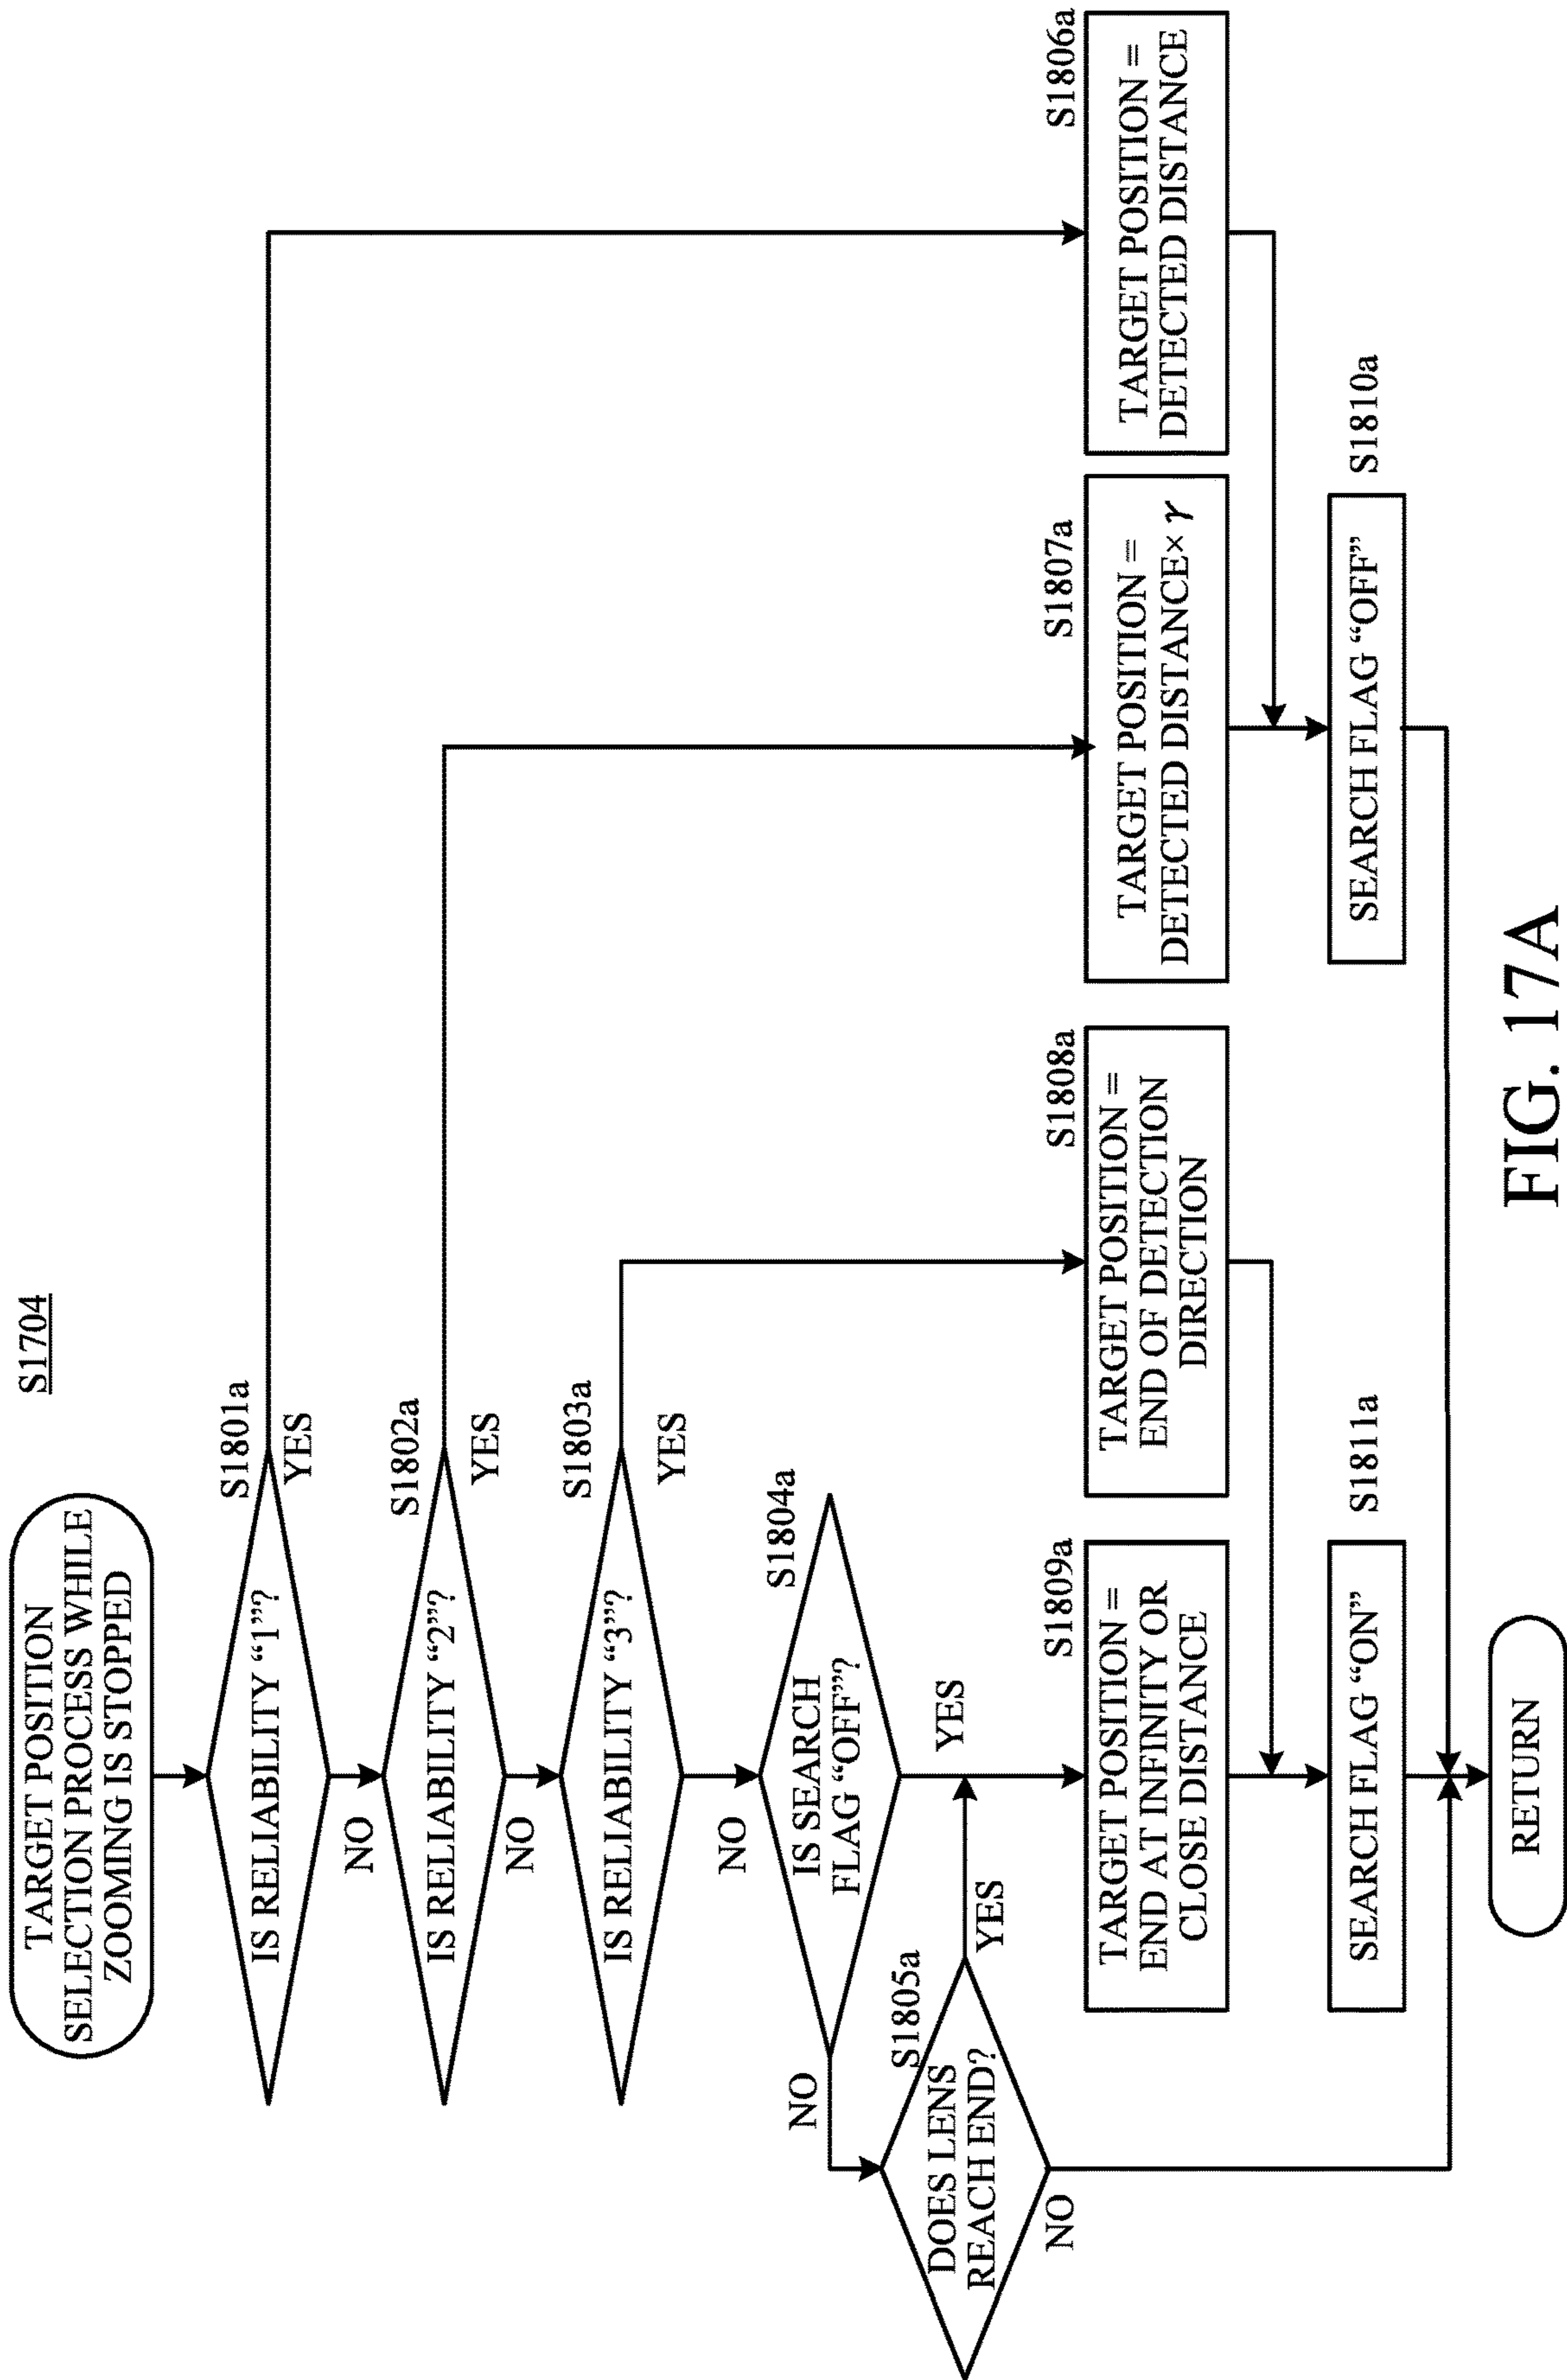 S1704
TARGET POSITION
SELECTION PROCESS WHILE
ZOOMING IS STOPPED
S1801a
IS RELIABILITY “1”?
YES
NO
S1802a
IS RELIABILITY “2”?
YES
NO
S1803a
IS RELIABILITY “3”?
YES
NO
S1804a
IS SEARCH
FLAG “OFF”?
YES
NO
S1805a
DOES LENS
REACH END?
YES
NO
S1809a
TARGET POSITION =
END AT INFINITY OR
CLOSE DISTANCE
S1808a
TARGET POSITION =
END OF DETECTION
DIRECTION
S1807a
TARGET POSITION =
DETECTED DISTANCE× γ
S1806a
TARGET POSITION =
DETECTED DISTANCE
S1811a
SEARCH FLAG “ON”
S1810a
SEARCH FLAG “OFF”
RETURN
FIG. 17A